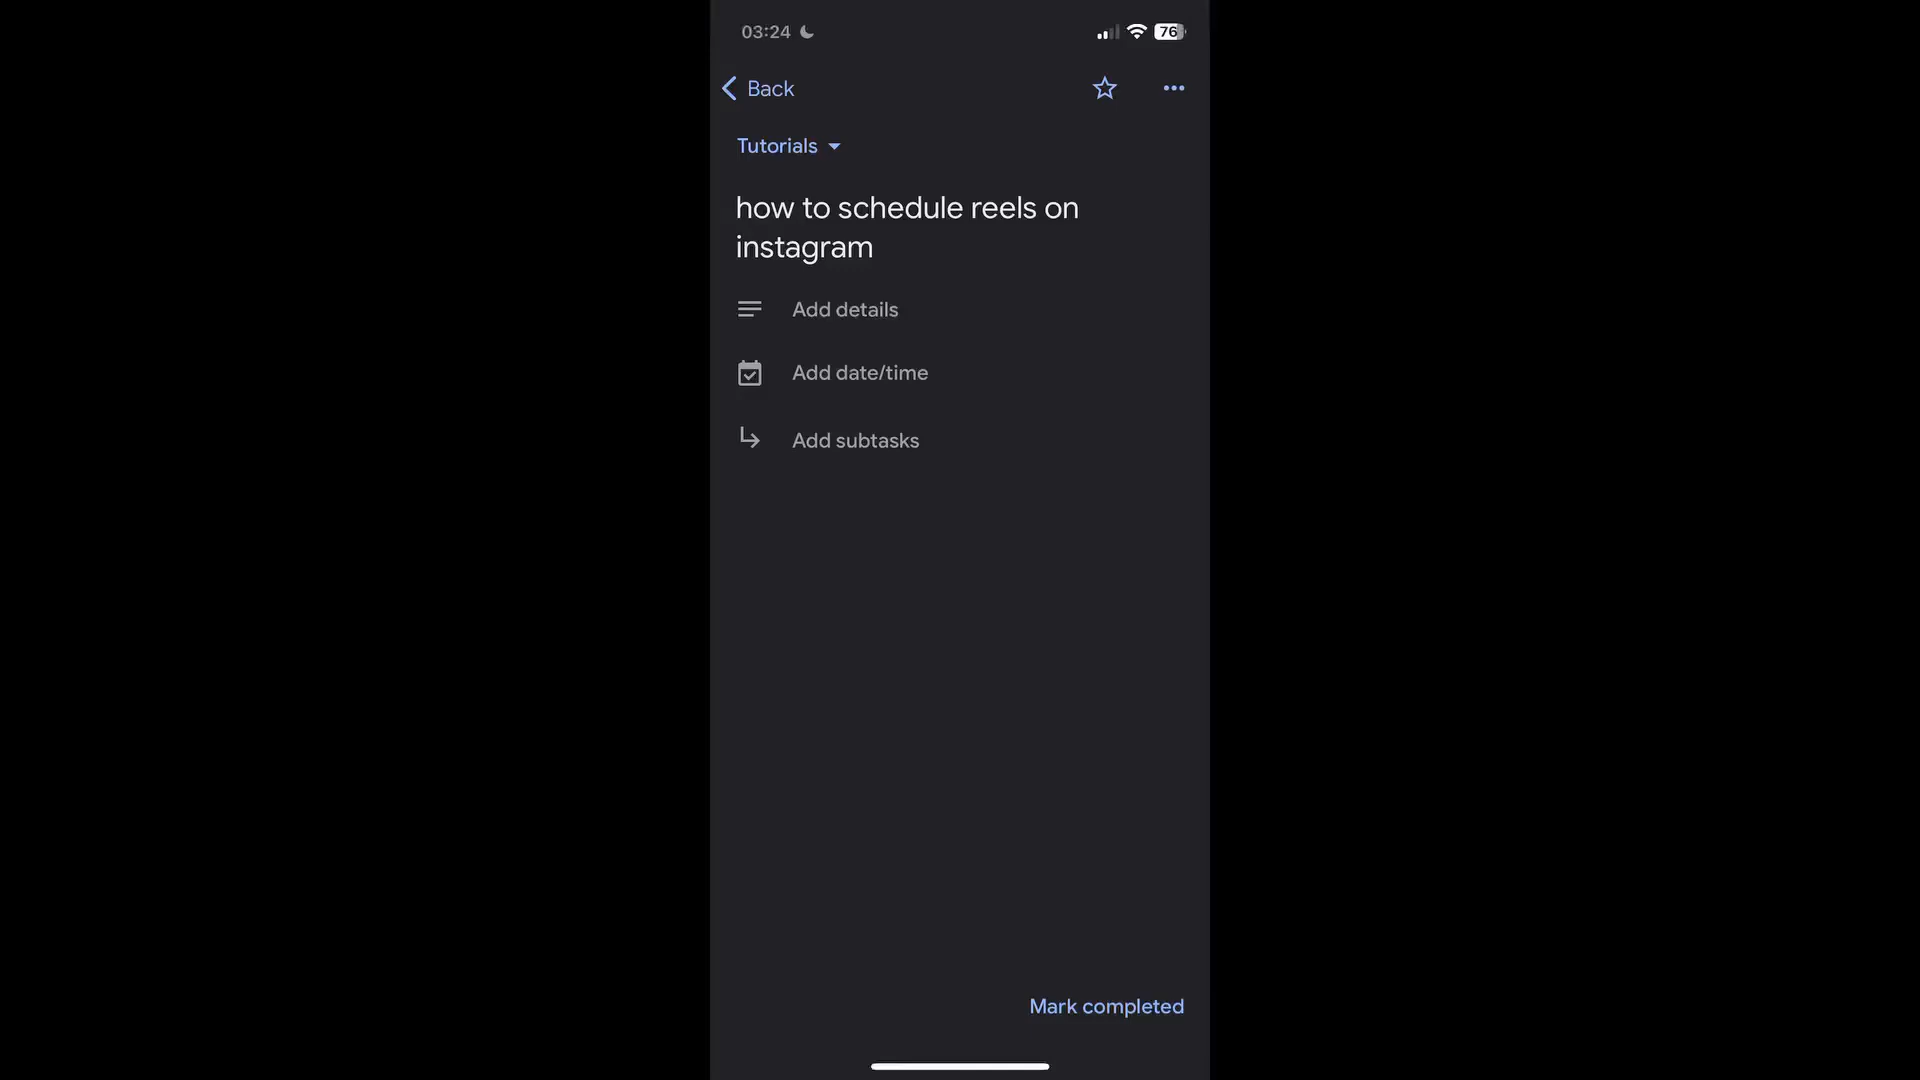 03:24
76
Back
Tutorials
how to schedule reels on
instagram
Add details
Add date/time
Add subtasks
Mark completed